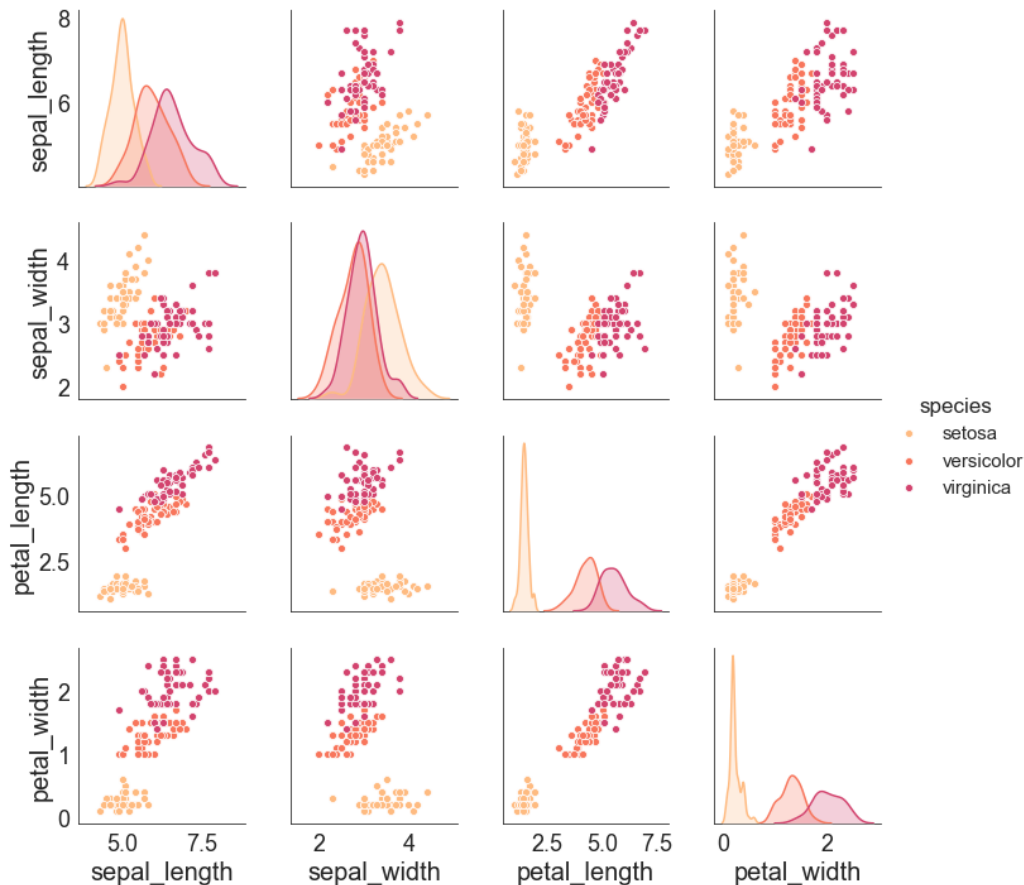 8
6
sepal_length
4
3
2
sepal_width
species
setosa
versicolor
virginica
5.0
2.5
petal_length
2
1
0
petal_width
5.0 7.5 2 4 2.5 5.0 7.5 0 2
sepal_length sepal_width petal_length petal_width